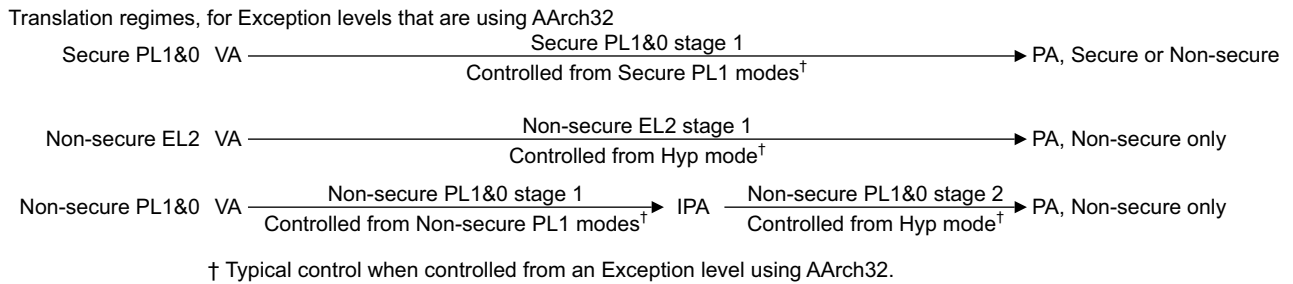 Translation regimes, for Exception levels that are using AArch32
Secure PL1&0 stage 1
Secure PL1&0 VA PA, Secure or Non-secure
Controlled from Secure PL1 modes†
Non-secure EL2 stage 1
Non-secure EL2 VA PA, Non-secure only
Controlled from Hyp mode†
Non-secure PL1&0 stage 1 Non-secure PL1&0 stage 2
Non-secure PL1&0 VA IPA PA, Non-secure only
Controlled from Non-secure PL1 modes† Controlled from Hyp mode†
† Typical control when controlled from an Exception level using AArch32.